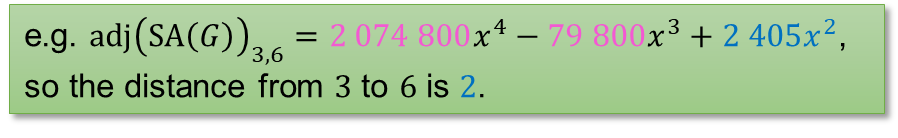 e.g. adj(SA(G))₃,₆ = 2 074 800x⁴ − 79 800x³ + 2 405x²,
so the distance from 3 to 6 is 2.